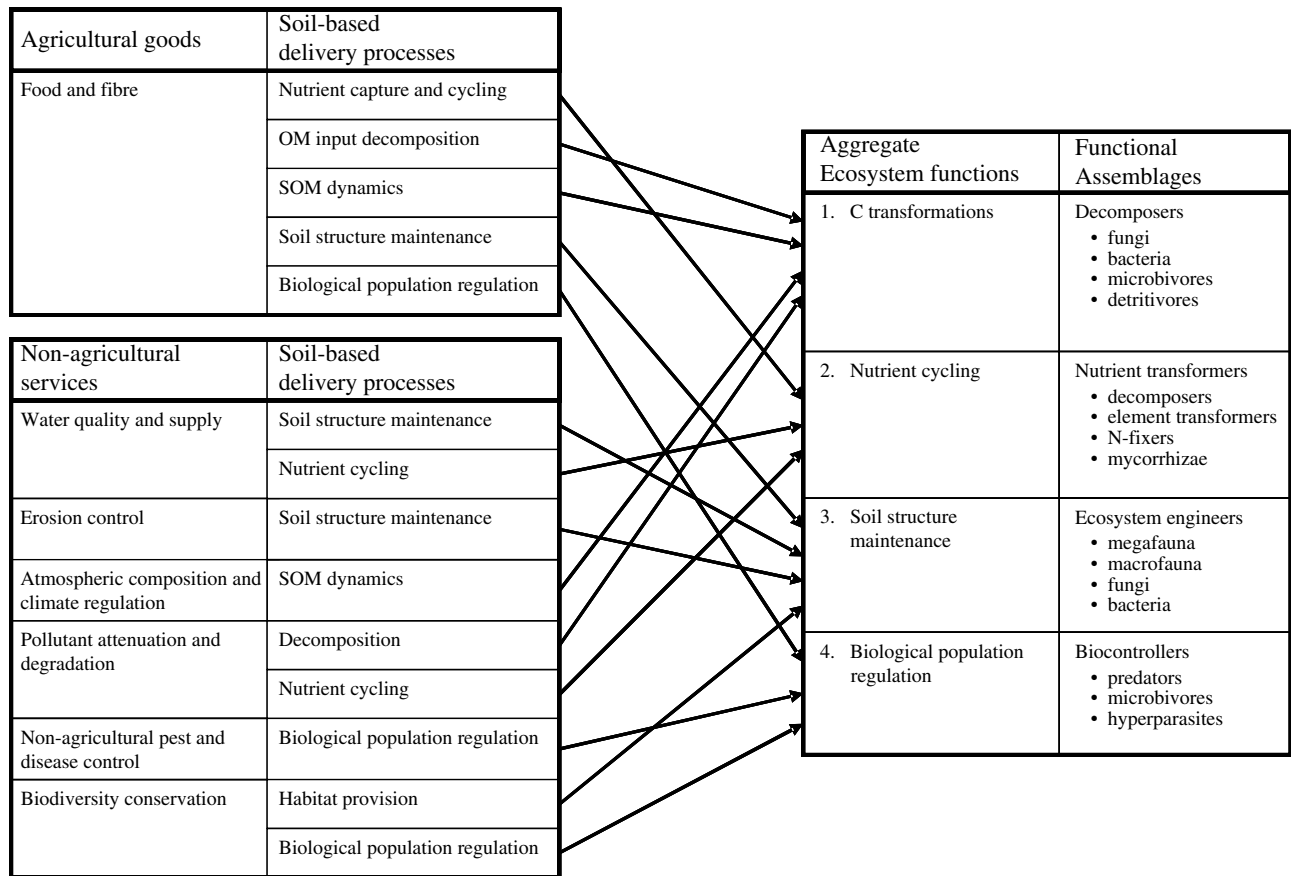 Agricultural goods
Soil-based
delivery processes
Food and fibre
Nutrient capture and cycling
OM input decomposition
SOM dynamics
Soil structure maintenance
Biological population regulation
Non-agricultural
services
Soil-based
delivery processes
Water quality and supply
Soil structure maintenance
Nutrient cycling
Erosion control
Soil structure maintenance
Atmospheric composition and
climate regulation
SOM dynamics
Pollutant attenuation and
degradation
Decomposition
Nutrient cycling
Non-agricultural pest and
disease control
Biological population regulation
Biodiversity conservation
Habitat provision
Biological population regulation
Aggregate
Ecosystem functions
Functional
Assemblages
1. C transformations
Decomposers
• fungi
• bacteria
• microbivores
• detritivores
2. Nutrient cycling
Nutrient transformers
• decomposers
• element transformers
• N-fixers
• mycorrhizae
3. Soil structure
maintenance
Ecosystem engineers
• megafauna
• macrofauna
• fungi
• bacteria
4. Biological population
regulation
Biocontrollers
• predators
• microbivores
• hyperparasites